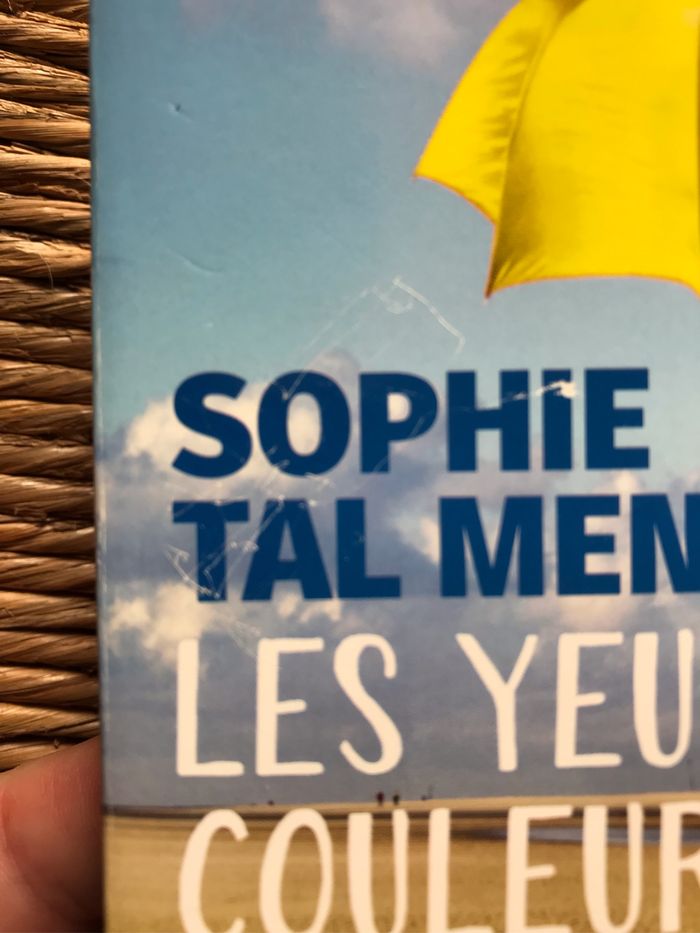 SOPHIE
TAL MEN
LES YEU
COULEUR